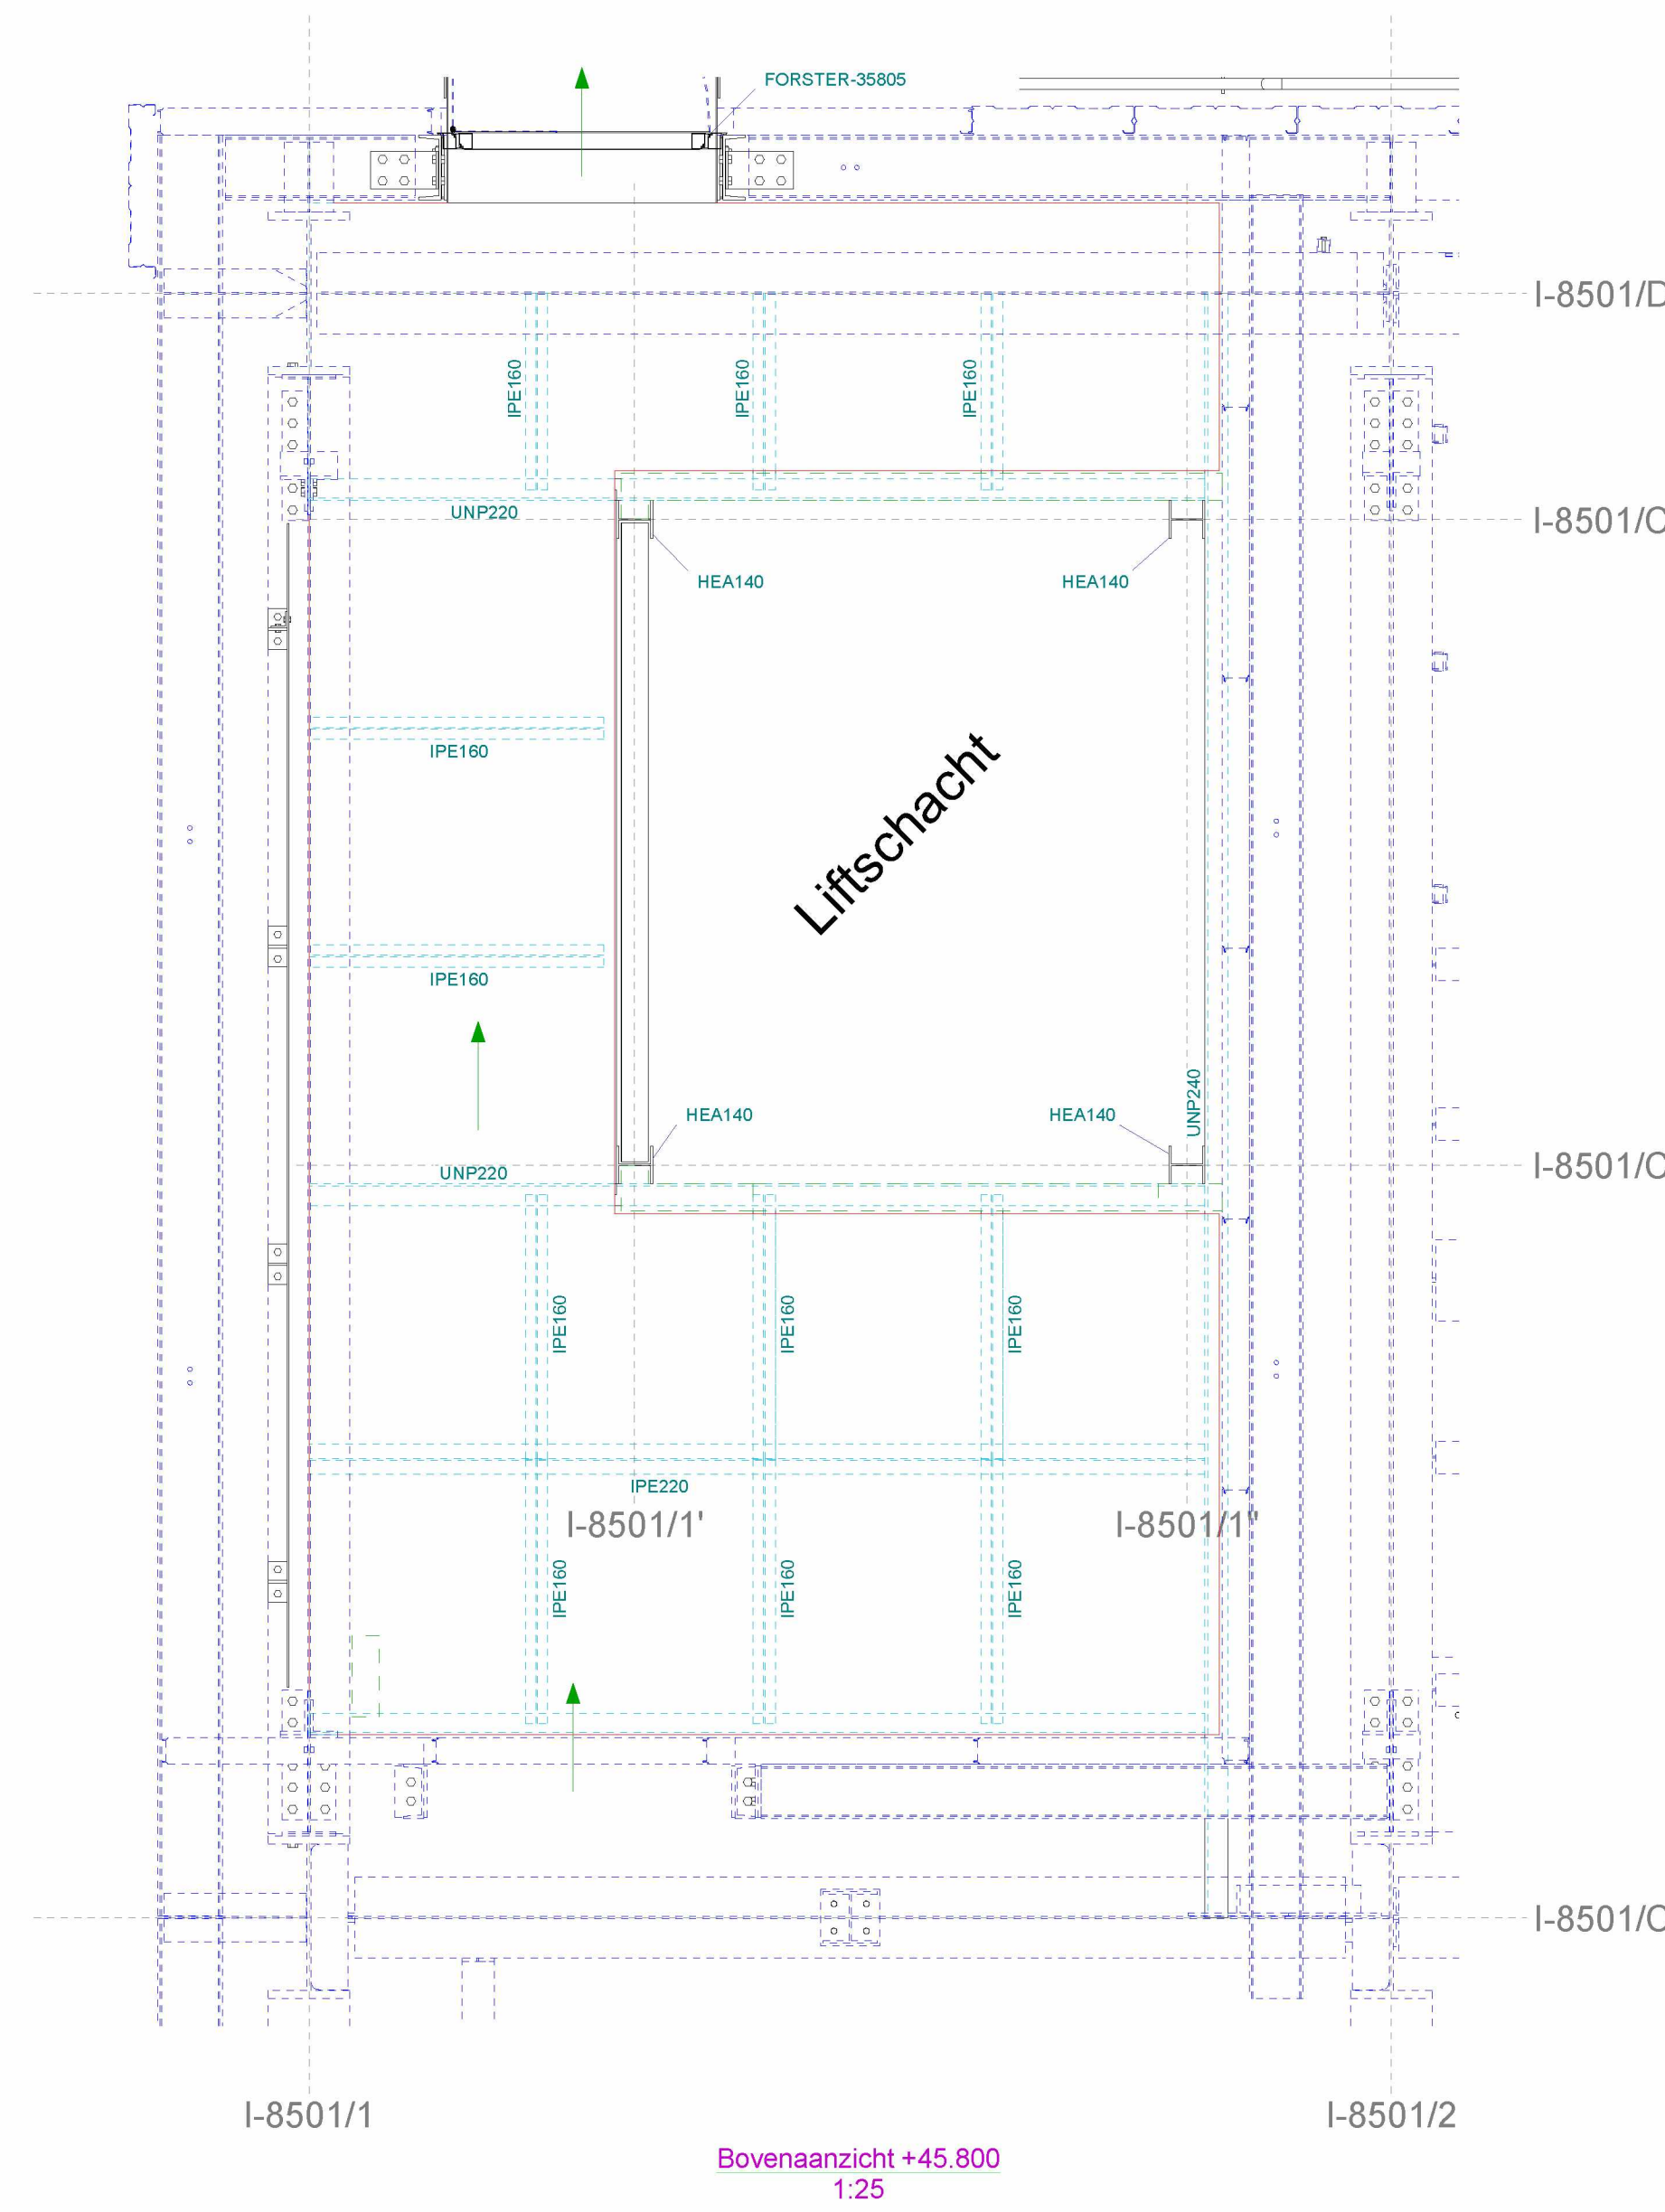 FORSTER-35805
I-8501/D
IPE160
IPE160
IPE160
UNP220
I-8501/C
HEA140
HEA140
Liftschacht
IPE160
IPE160
UNP240
HEA140
HEA140
UNP220
I-8501/C
IPE160
IPE160
IPE160
IPE220
I-8501/1'
I-8501/1"
IPE160
IPE160
IPE160
I-8501/C
I-8501/1
I-8501/2
Bovenaanzicht +45.800
1:25